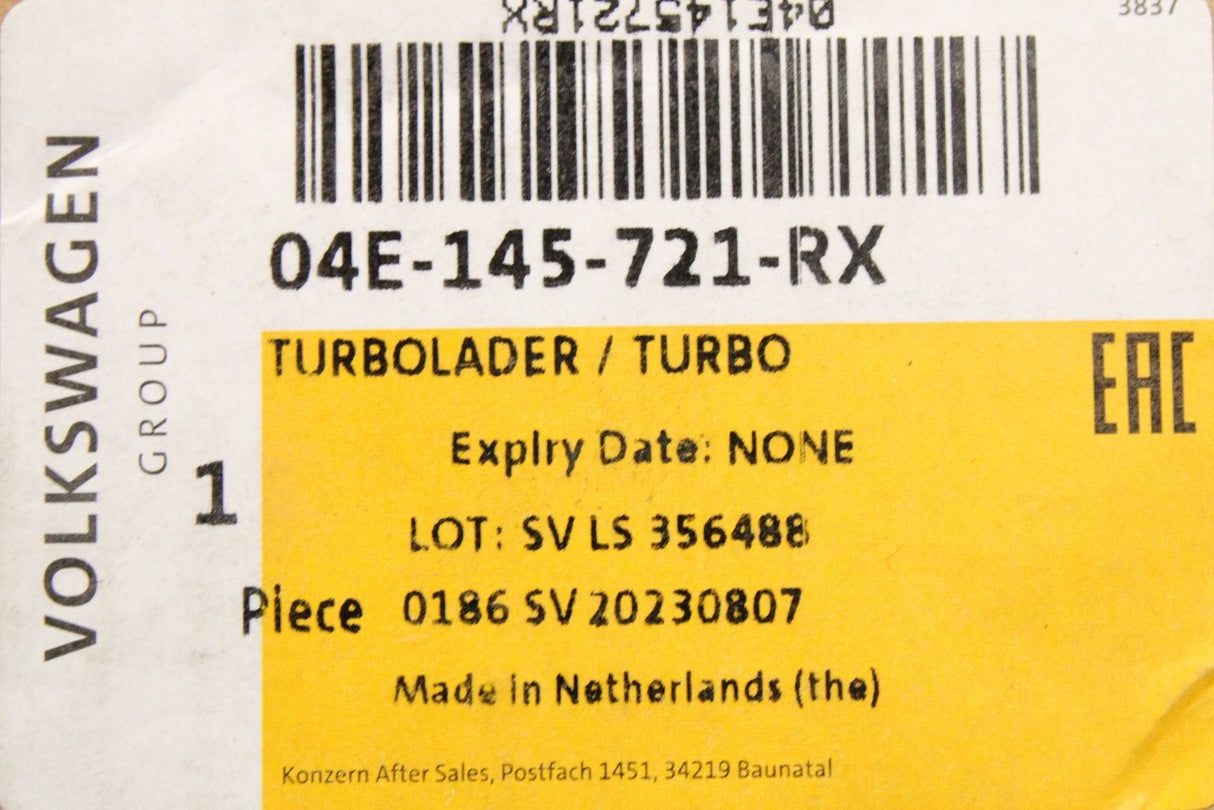 04E145721RX
3837
04E-145-721-RX
VOLKSWAGEN
GROUP
TURBOLADER / TURBO
EAC
Expiry Date: NONE
1
LOT: SV LS 356488
Piece 0186 SV 20230807
Made in Netherlands (the)
Konzern After Sales, Postfach 1451, 34219 Baunatal